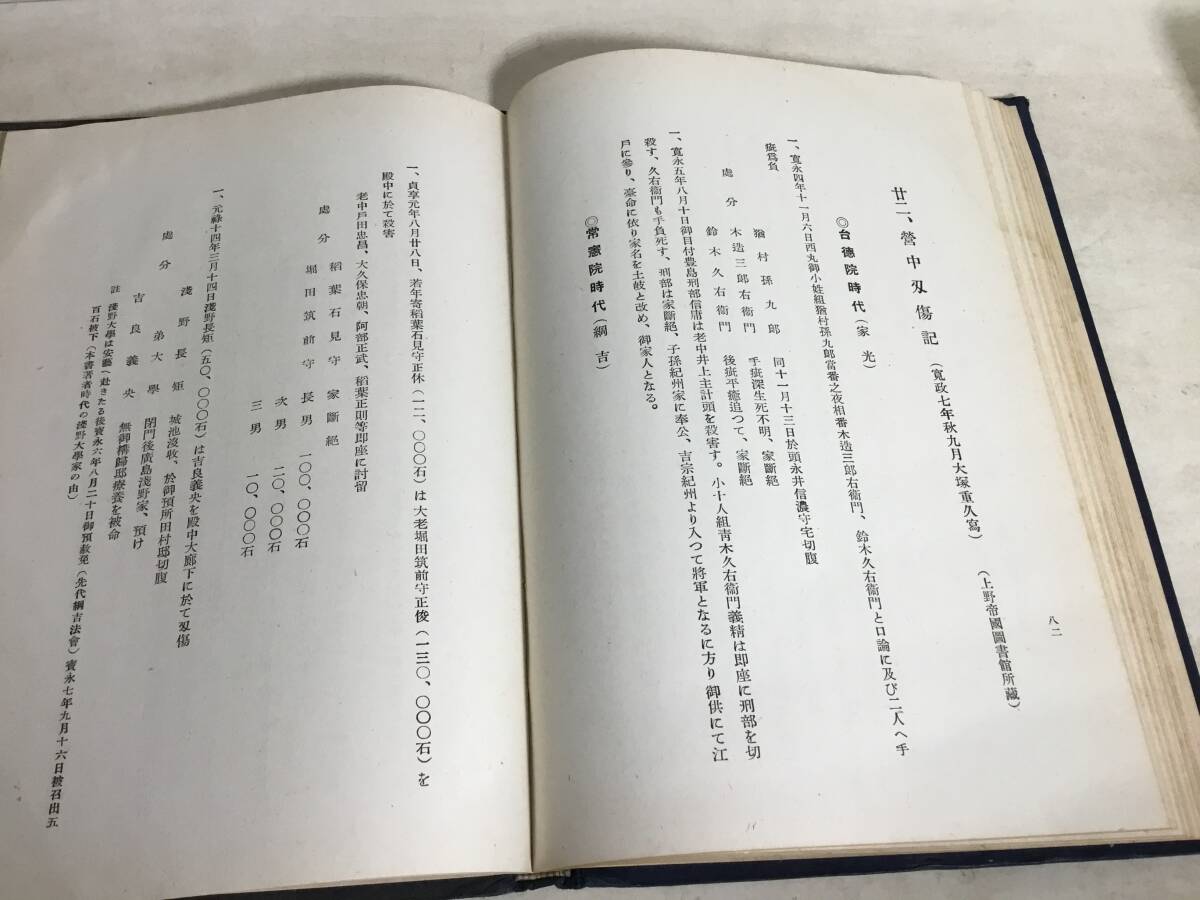 八二
廿二、營中刄傷記（寬政七年秋九月大塚重久寫）
（上野帝國圖書館所藏）
◎台德院時代（家光）
一、寬永四年十一月六日西丸御小姓組猶村孫九郎當番之夜相番木造三郎右衞門、鈴木久右衞門と口論に及び二人へ手
疵爲負
猶村孫九郎　同十一月十三日於頭永井信濃守宅切腹
處分　木造三郎右衞門　手疵深生死不明、家斷絕
鈴木久右衞門　後疵平癒追つて、家斷絕
一、寬永五年八月十日御目付豊島刑部信庸は老中井上主計頭を殺害す。小十人組靑木久右衞門義精は即座に刑部を切
殺す、久右衞門も手負死す、刑部は家斷絕、子孫紀州家に奉公、吉宗紀州より入つて將軍となるに方り御供にて江
戶に參り、臺命に依り家名を土岐と改め、御家人となる。
◎常憲院時代（綱吉）
一、貞享元年八月廿八日、若年寄稻葉石見守正休（一二、〇〇〇石）は大老堀田筑前守正俊（一三〇、〇〇〇石）を
殿中に於て殺害
老中戶田忠昌、大久保忠朝、阿部正武、稻葉正則等即座に討留
處分　稻葉石見守　家斷絕
堀田筑前守　長男　一〇〇、〇〇〇石
次男　二〇、〇〇〇石
三男　一〇、〇〇〇石
一、元祿十四年三月十四日淺野長矩（五〇、〇〇〇石）は吉良義央を殿中大廊下に於て刄傷
淺野長矩　城池沒收、於御預所田村邸切腹
處分　弟大學　閉門後廣島淺野家、預け
吉良義央　無御構歸邸療養を被命
註　淺野大學は安藝へ赴きたる後寶永六年八月二十日御預赦免（先代綱吉法會）寶永七年九月十六日被召出五
百石被下（本書著者時代の淺野大學家の由）